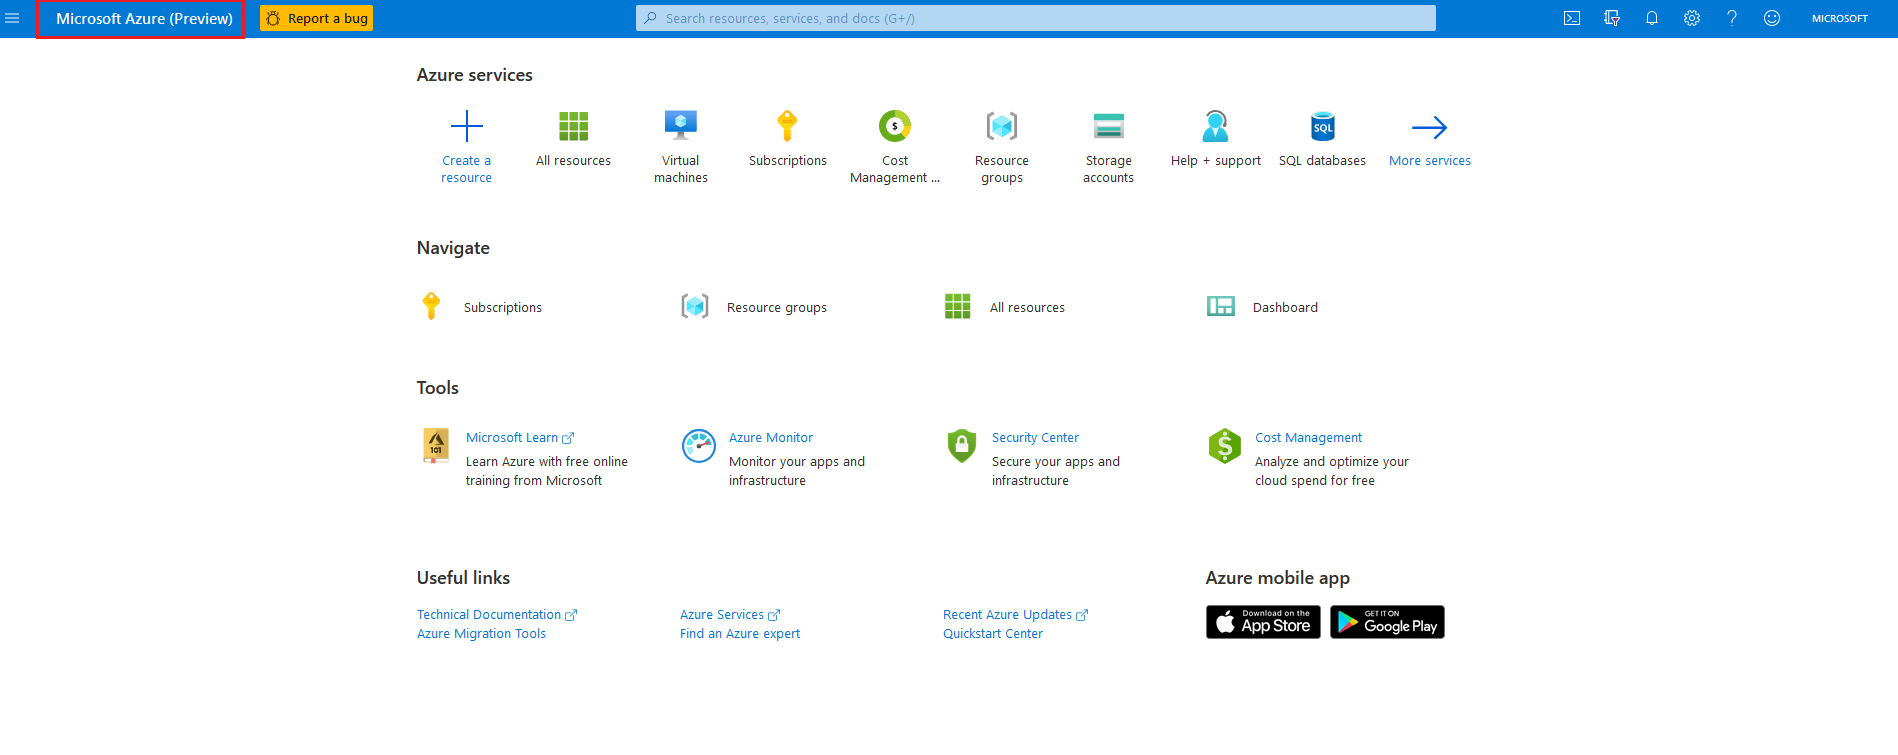 Microsoft Azure (Preview)
Report a bug
Search resources, services, and docs (G+/)
MICROSOFT
Azure services
Create a
resource
All resources
Virtual
machines
Subscriptions
$
Cost
Management ...
Resource
groups
Storage
accounts
Help + support
SQL
SQL databases
More services
Navigate
Subscriptions
Resource groups
All resources
Dashboard
Tools
101
Microsoft Learn
Learn Azure with free online
training from Microsoft
Azure Monitor
Monitor your apps and
infrastructure
Security Center
Secure your apps and
infrastructure
$
Cost Management
Analyze and optimize your
cloud spend for free
Useful links
Technical Documentation
Azure Migration Tools
Azure Services
Find an Azure expert
Recent Azure Updates
Quickstart Center
Azure mobile app
Download on the
App Store
GET IT ON
Google Play